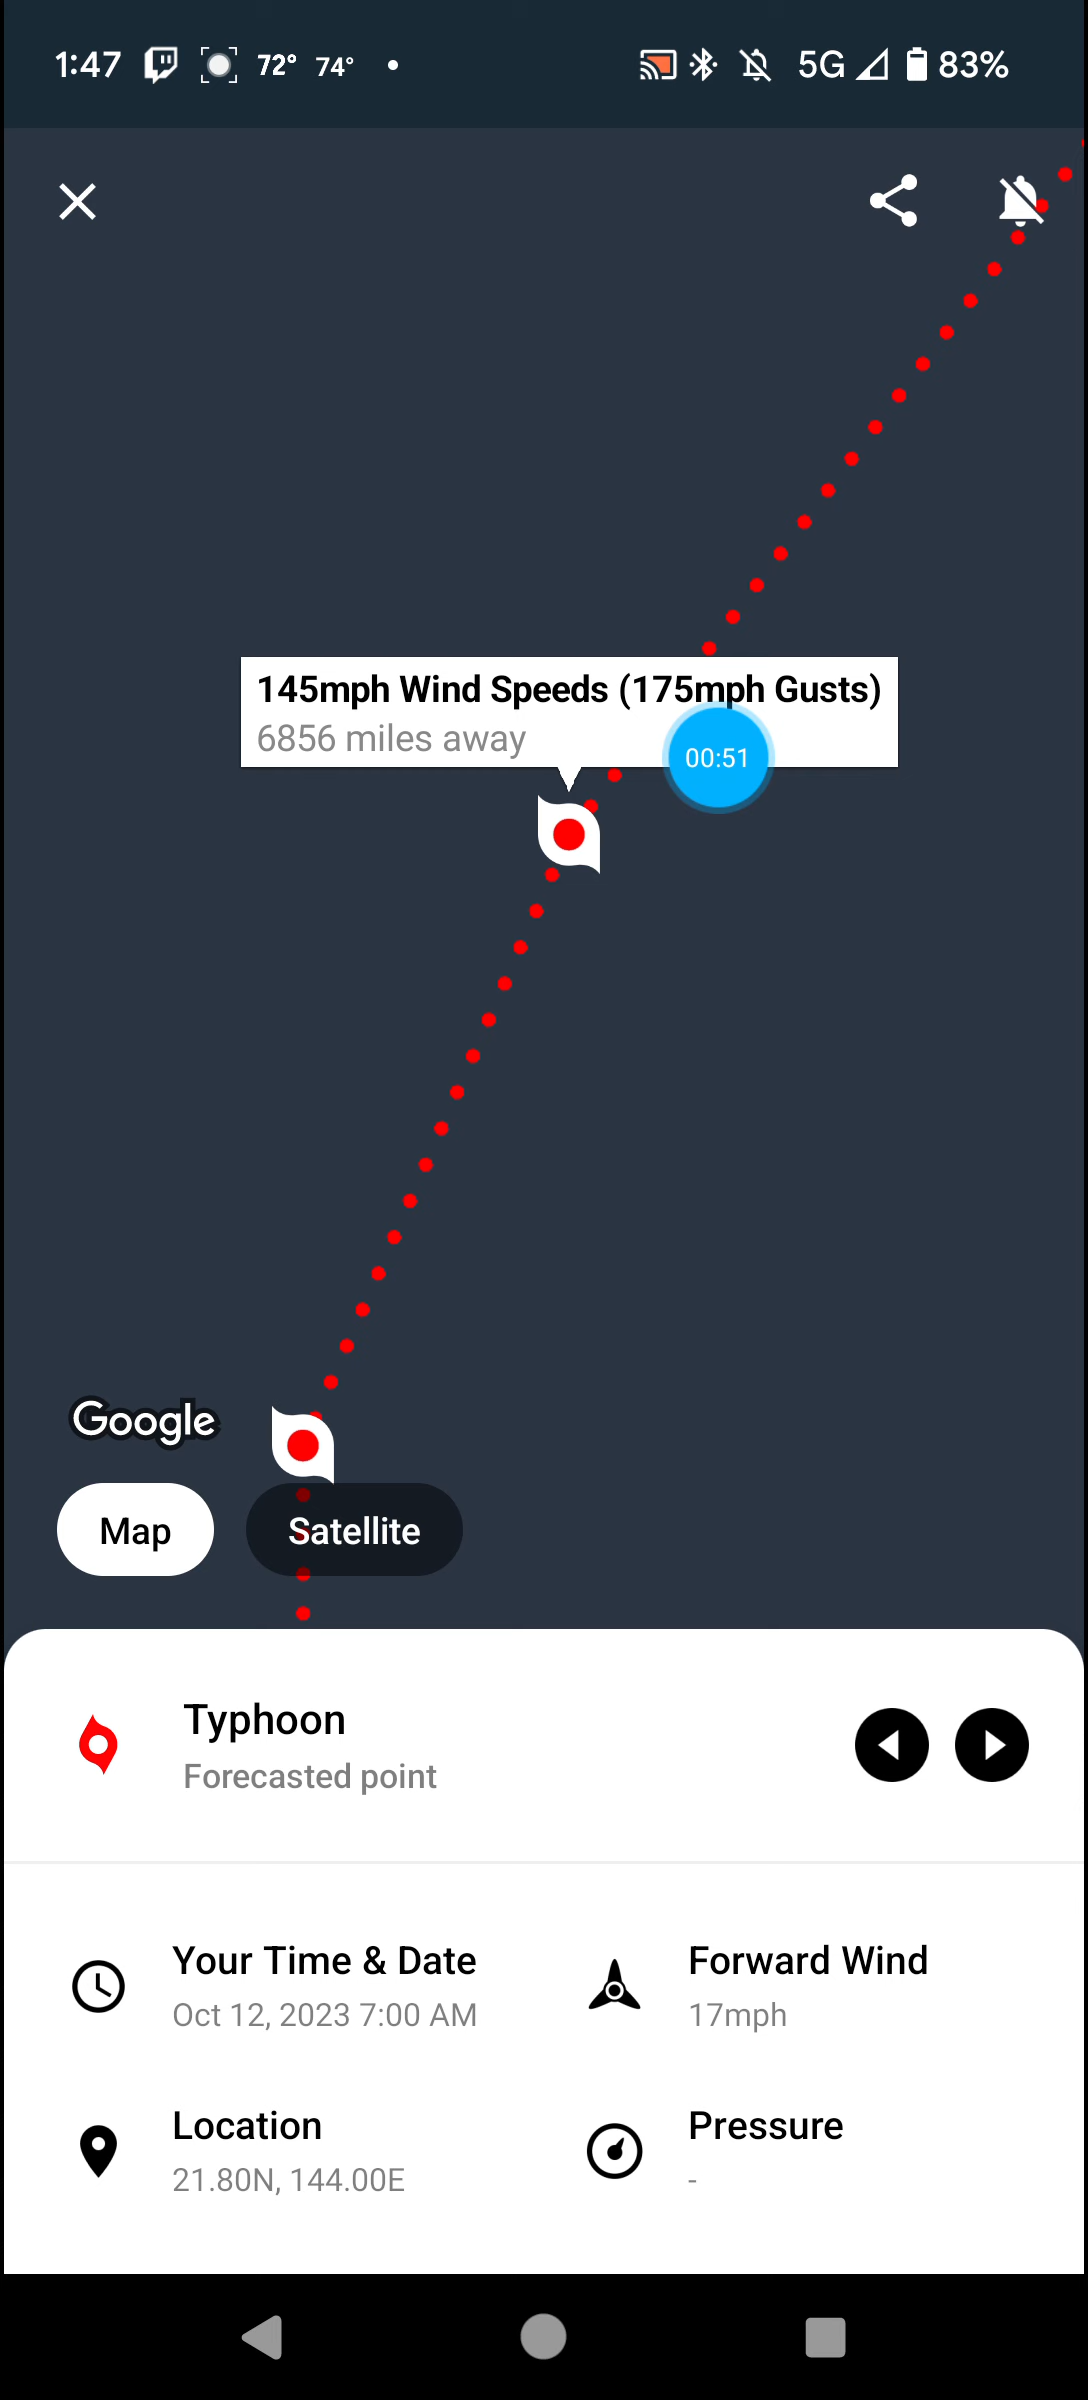 1:47 72° 74° 5G 83%
145mph Wind Speeds (175mph Gusts)
6856 miles away
00:51
Google
Map Satellite
Typhoon
Forecasted point
Your Time & Date
Oct 12, 2023 7:00 AM
Forward Wind
17mph
Location
21.80N, 144.00E
Pressure
-